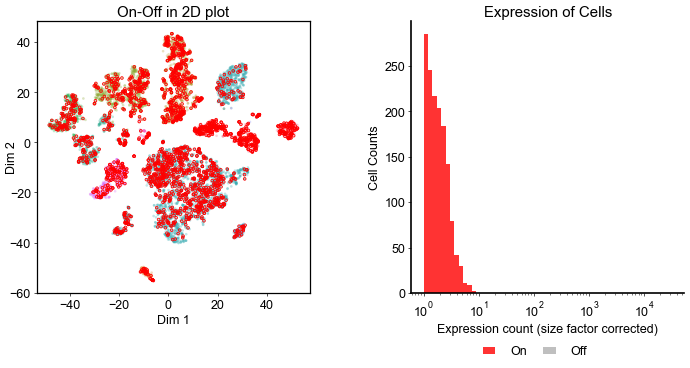 On-Off in 2D plot
40
20
0
−20
−40
−60
Dim 2
−40 −20 0 20 40
Dim 1
Expression of Cells
250
200
150
100
50
0
Cell Counts
10^0 10^1 10^2 10^3 10^4
Expression count (size factor corrected)
On Off